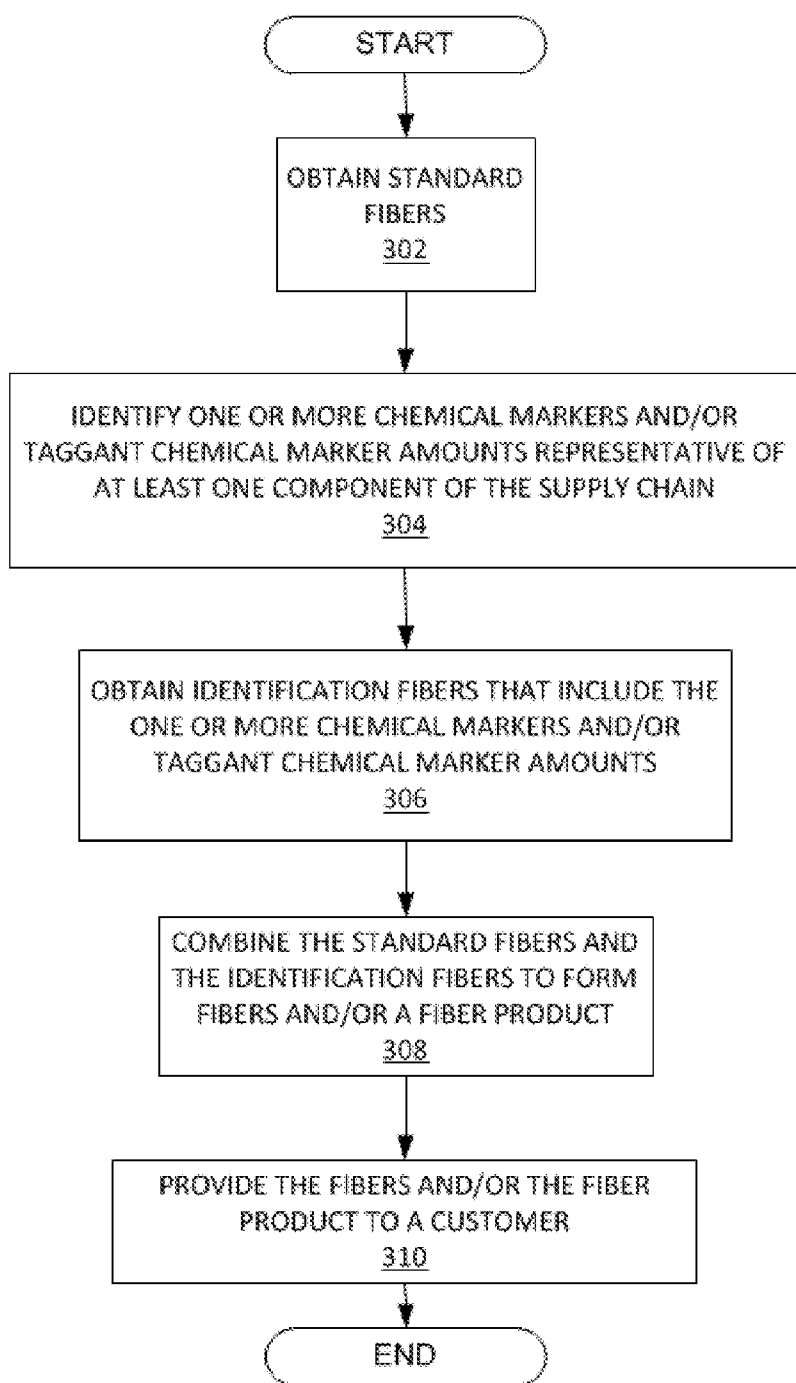 START
OBTAIN STANDARD
FIBERS
302
IDENTIFY ONE OR MORE CHEMICAL MARKERS AND/OR
TAGGANT CHEMICAL MARKER AMOUNTS REPRESENTATIVE OF
AT LEAST ONE COMPONENT OF THE SUPPLY CHAIN
304
OBTAIN IDENTIFICATION FIBERS THAT INCLUDE THE
ONE OR MORE CHEMICAL MARKERS AND/OR
TAGGANT CHEMICAL MARKER AMOUNTS
306
COMBINE THE STANDARD FIBERS AND
THE IDENTIFICATION FIBERS TO FORM
FIBERS AND/OR A FIBER PRODUCT
308
PROVIDE THE FIBERS AND/OR THE FIBER
PRODUCT TO A CUSTOMER
310
END